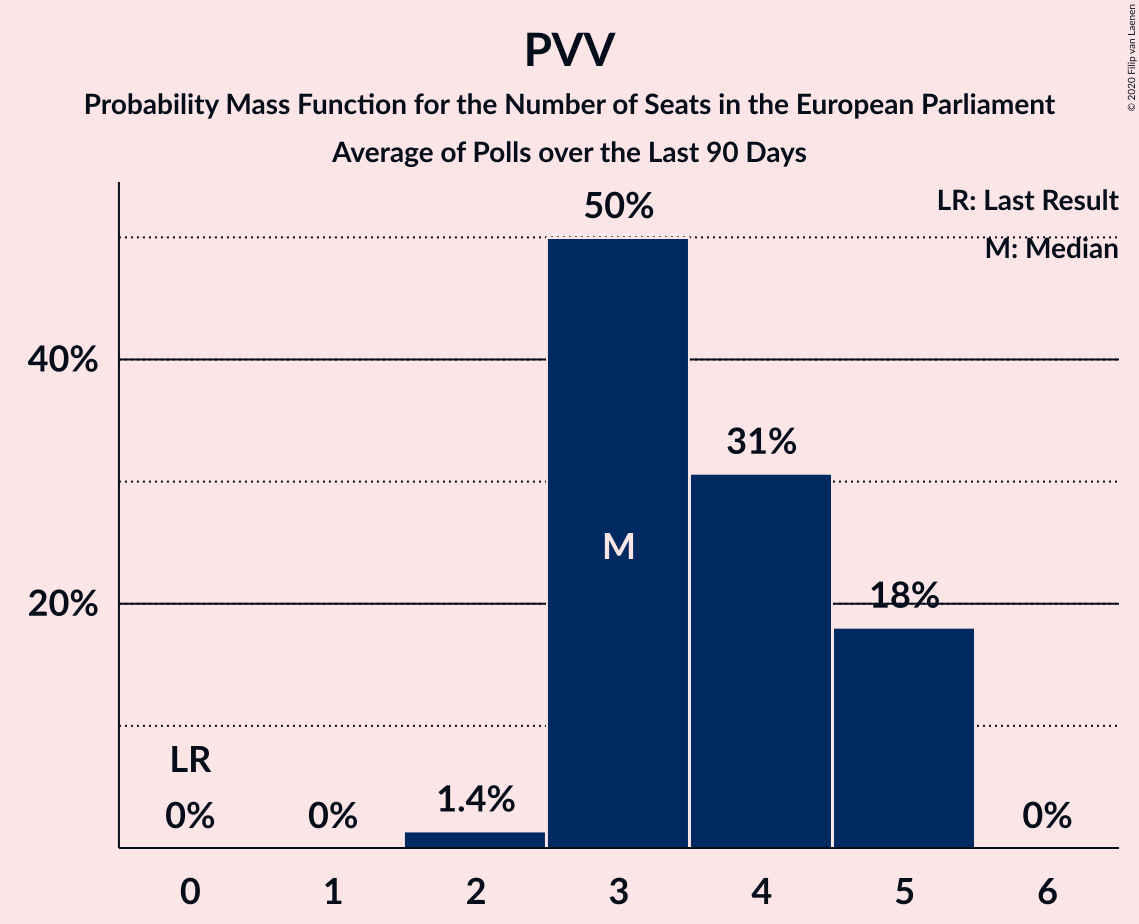 PVV
Probability Mass Function for the Number of Seats in the European Parliament
Average of Polls over the Last 90 Days
© 2020 Filip van Laenen
LR: Last Result
M: Median
50%
40%
31%
M
20%
18%
LR
0%
0%
1.4%
0%
0 1 2 3 4 5 6